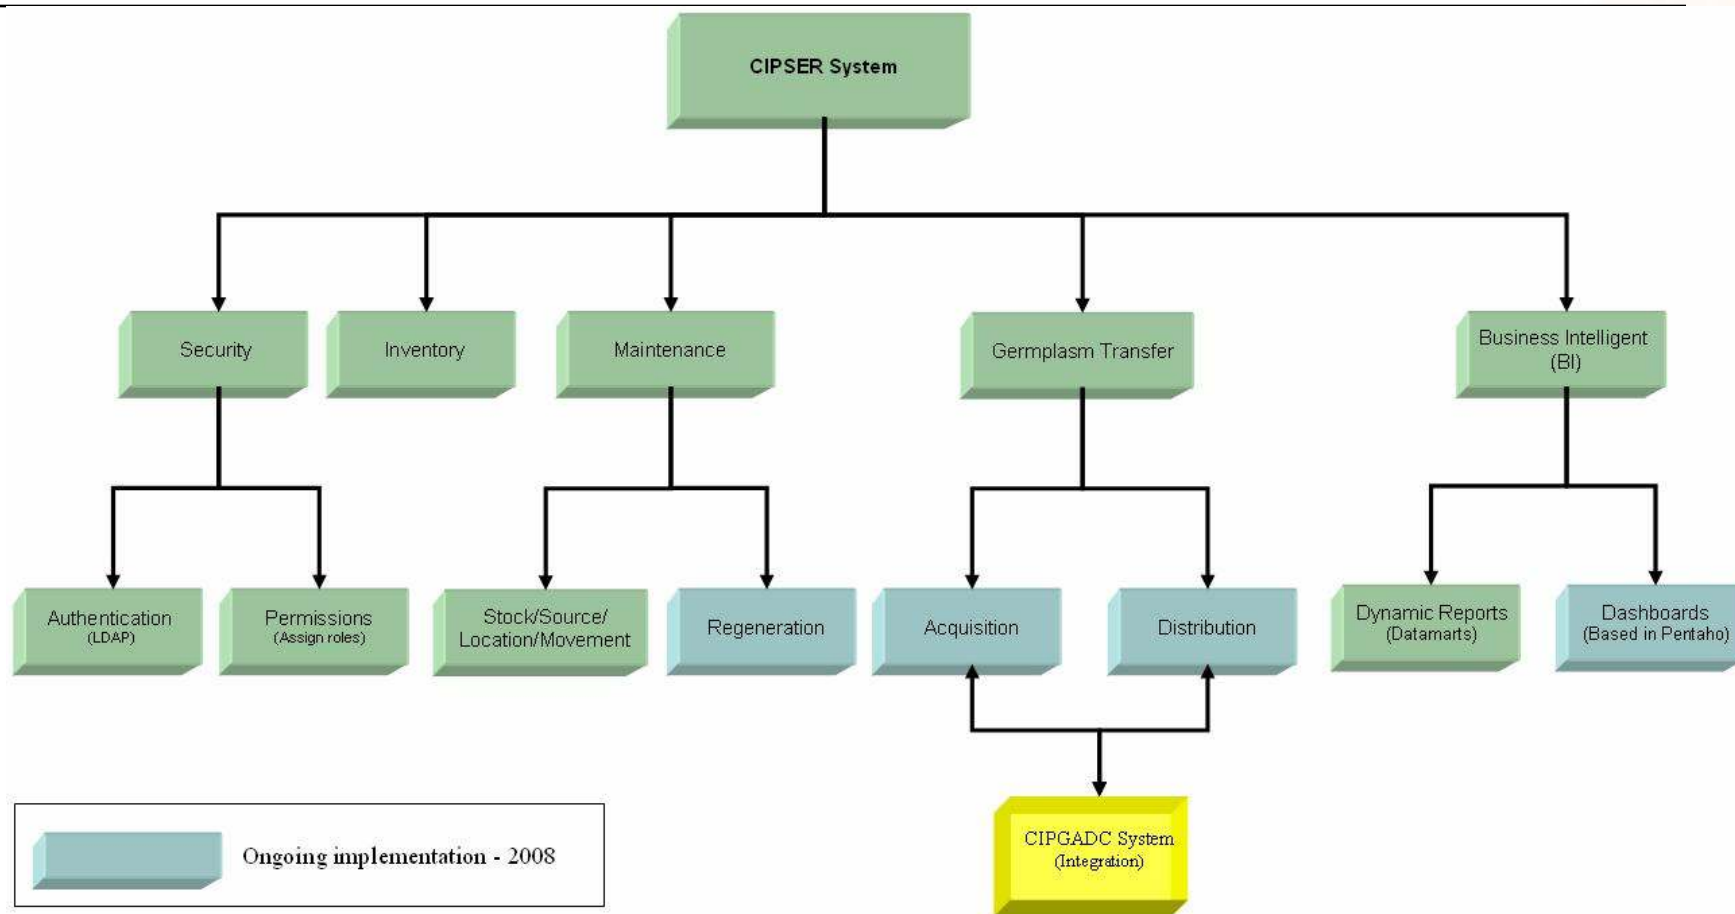 CIPSER System
Security
Inventory
Maintenance
Germplasm Transfer
Business Intelligent
(BI)
Authentication
(LDAP)
Permissions
(Assign roles)
Stock/Source/
Location/Movement
Regeneration
Acquisition
Distribution
Dynamic Reports
(Datamarts)
Dashboards
(Based in Pentaho)
CIPGADC System
(Integration)
Ongoing implementation - 2008